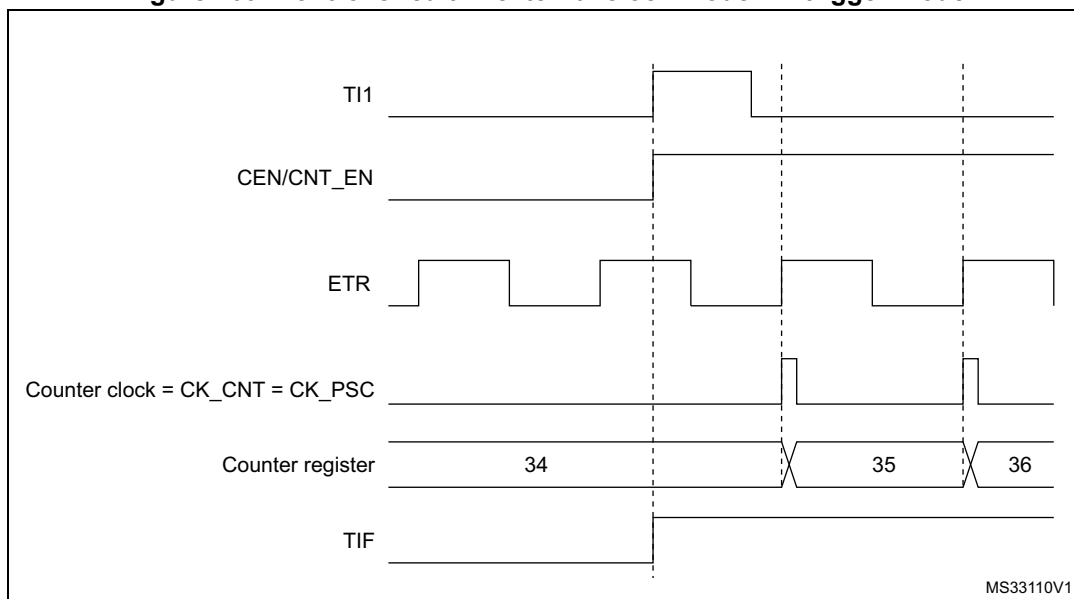 TI1
CEN/CNT_EN
ETR
Counter clock = CK_CNT = CK_PSC
Counter register 34 35 36
TIF
MS33110V1